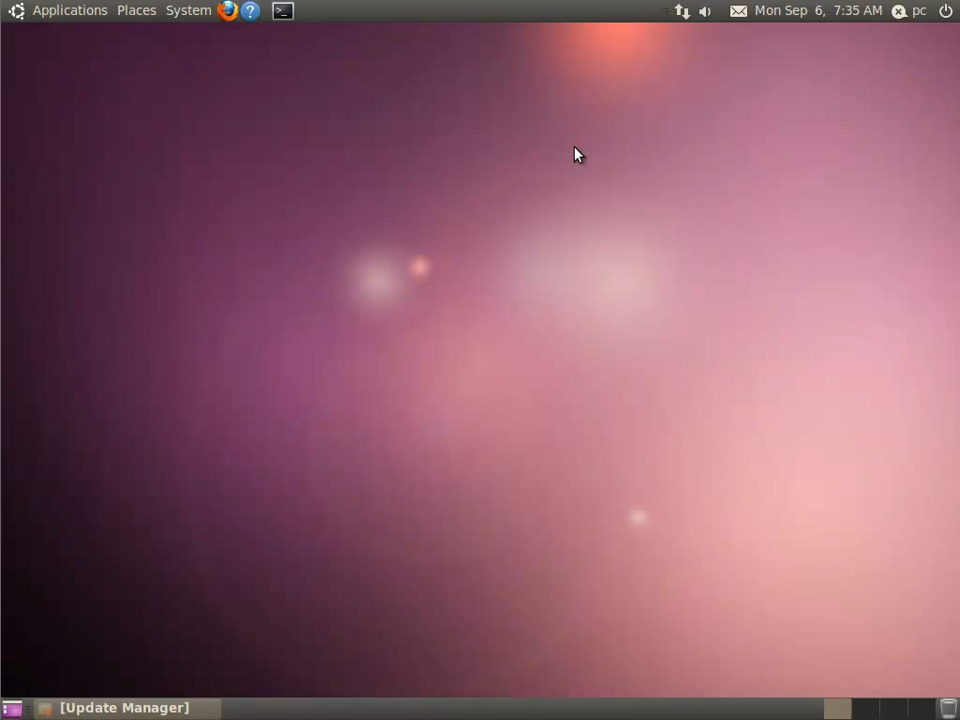 Applications Places System Mon Sep 6, 7:35 AM pc
[Update Manager]